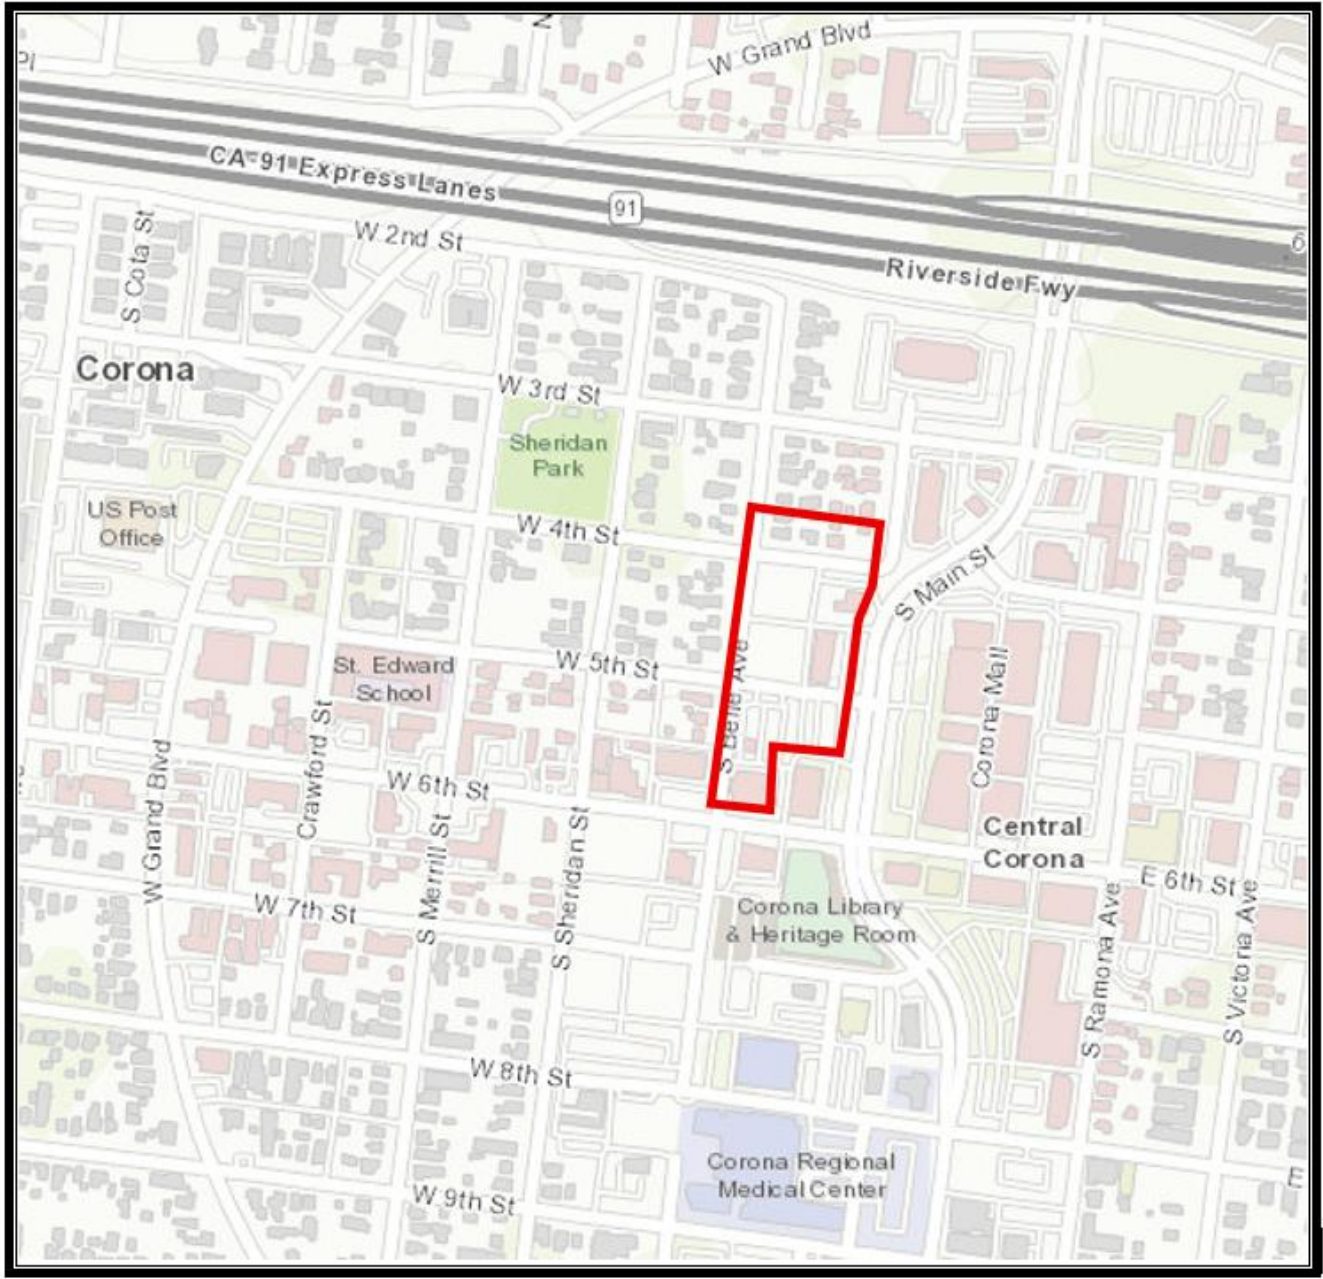 W Grand Blvd
Pl
CA-91 Express Lanes
91
W 2nd St
S Cota St
Riverside Fwy
6
Corona
W 3rd St
Sheridan
Park
US Post
Office
W 4th St
S Main St
St. Edward
School
W 5th St
S Belle Ave
Corona Mall
Crawford St
W Grand Blvd
W 6th St
S Merrill St
S Sheridan St
Central
Corona
E 6th St
W 7th St
Corona Library
& Heritage Room
S Ramona Ave
S Victoria Ave
W 8th St
Corona Regional
Medical Center
E
W 9th St